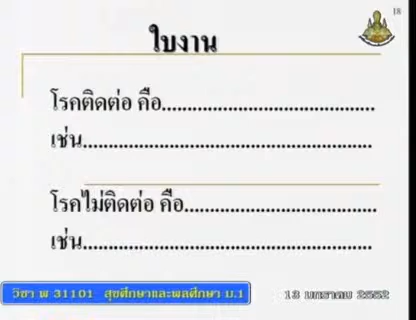 18
ใบงาน
โรคติดต่อ คือ.............................................
เช่น..............................................................
โรคไม่ติดต่อ คือ.........................................
เช่น..............................................................
วิชา พ 31101 สุขศึกษาและพลศึกษา ม.1
13 มกราคม 2552